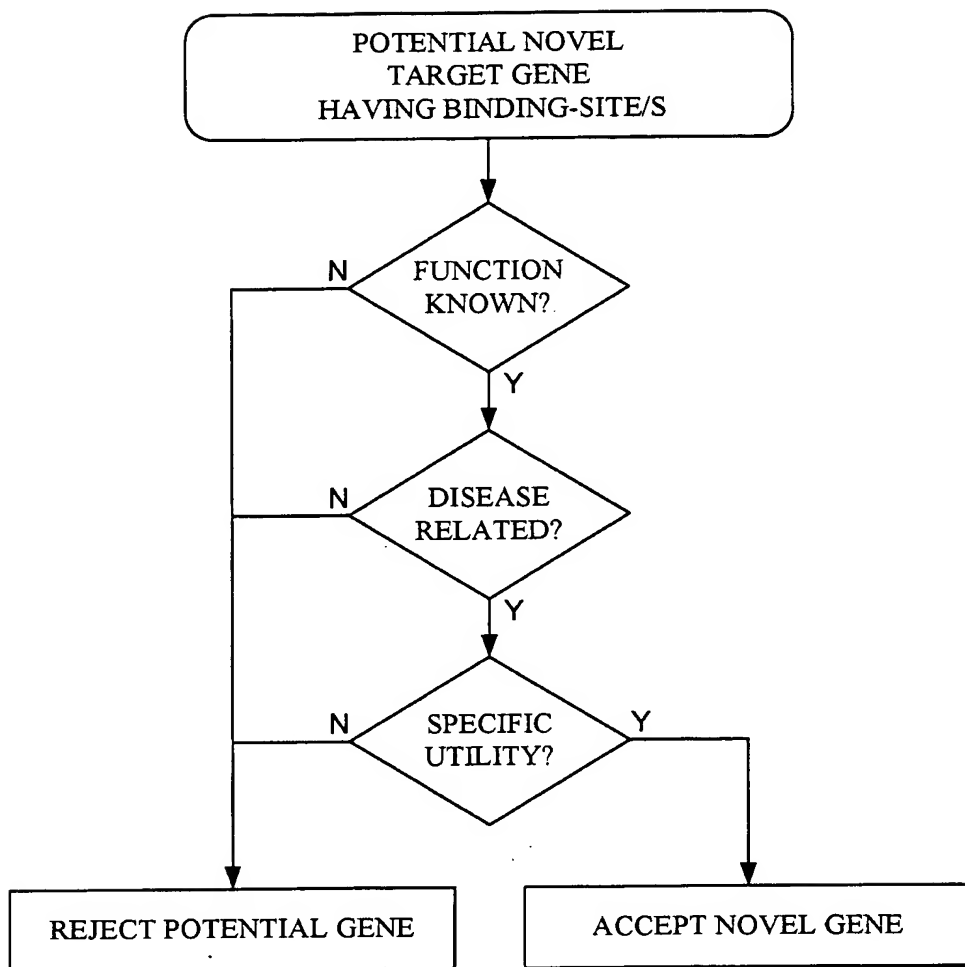 POTENTIAL NOVEL
TARGET GENE
HAVING BINDING-SITE/S
N
FUNCTION
KNOWN?
Y
N
DISEASE
RELATED?
Y
N
SPECIFIC
UTILITY?
Y
REJECT POTENTIAL GENE
ACCEPT NOVEL GENE